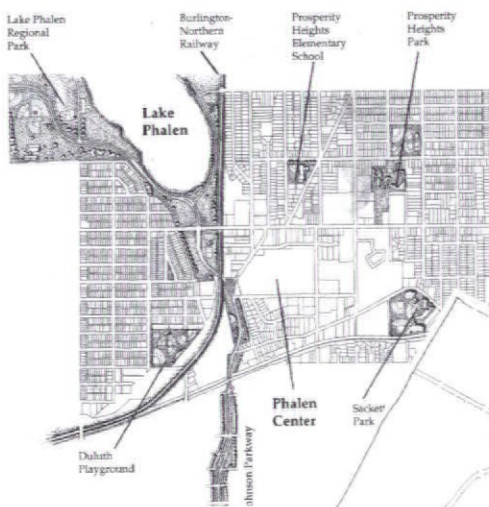 Lake Phalen
Regional
Park
Burlington-
Northern
Railway
Prosperity
Heights
Elementary
School
Prosperity
Heights
Park
Lake
Phalen
Phalen
Center
Sacket
Park
Duluth
Playground
Johnson Parkway